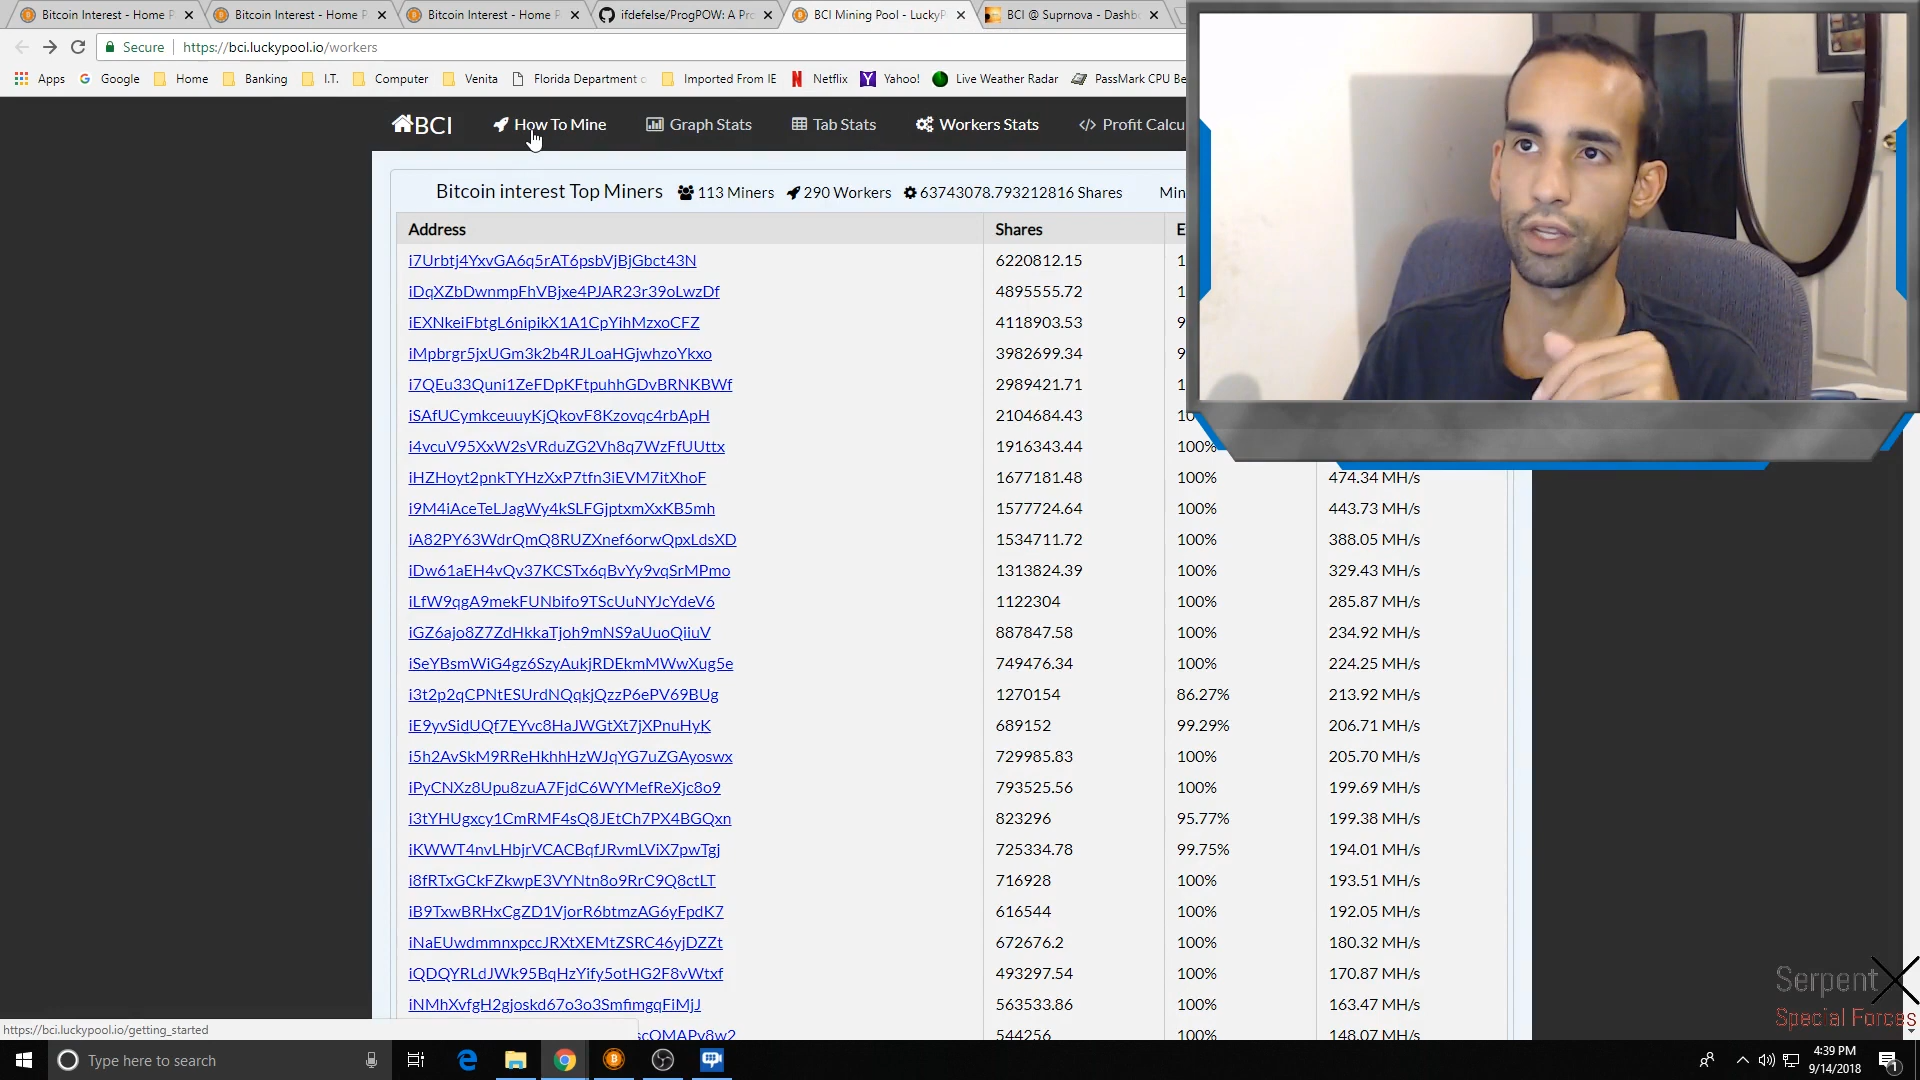 Bitcoin Interest - Home P
Bitcoin Interest - Home P
Bitcoin Interest - Home P
ifdefelse/ProgPOW: A Pro
BCI Mining Pool - LuckyP
BCI @ Suprnova - Dashb
Secure
https://bci.luckypool.io/workers
Apps
Google
Home
Banking
I.T.
Computer
Venita
Florida Department o
Imported From IE
Netflix
Yahoo!
Live Weather Radar
PassMark CPU Be
BCI
How To Mine
Graph Stats
Tab Stats
Workers Stats
</> Profit Calcu
Bitcoin interest Top Miners
113 Miners
290 Workers
63743078.793212816 Shares
Min
Address Shares E
i7Urbtj4YxvGA6q5rAT6psbVjBjGbct43N 6220812.15 1
iDqXZbDwnmpFhVBjxe4PJAR23r39oLwzDf 4895555.72 1
iEXNkeiFbtgL6nipikX1A1CpYihMzxoCFZ 4118903.53 9
iMpbrgr5jxUGm3k2b4RJLoaHGjwhzoYkxo 3982699.34 9
i7QEu33Quni1ZeFDpKFtpuhhGDvBRNKBWf 2989421.71 1
iSAfUCymkceuuyKjQkovF8Kzovqc4rbApH 2104684.43 10
i4vcuV95XxW2sVRduZG2Vh8q7WzFfUUttx 1916343.44 100%
iHZHoyt2pnkTYHzXxP7tfn3iEVM7itXhoF 1677181.48 100% 474.34 MH/s
i9M4iAceTeLJagWy4kSLFGjptxmXxKB5mh 1577724.64 100% 443.73 MH/s
iA82PY63WdrQmQ8RUZXnef6orwQpxLdsXD 1534711.72 100% 388.05 MH/s
iDw61aEH4vQv37KCSTx6qBvYy9vqSrMPmo 1313824.39 100% 329.43 MH/s
iLfW9qgA9mekFUNbifo9TScUuNYJcYdeV6 1122304 100% 285.87 MH/s
iGZ6ajo8Z7ZdHkkaTjoh9mNS9aUuoQiiuV 887847.58 100% 234.92 MH/s
iSeYBsmWiG4gz6SzyAukjRDEkmMWwXug5e 749476.34 100% 224.25 MH/s
i3t2p2qCPNtESUrdNQqkjQzzP6ePV69BUg 1270154 86.27% 213.92 MH/s
iE9yvSidUQf7EYvc8HaJWGtXt7jXPnuHyK 689152 99.29% 206.71 MH/s
i5h2AvSkM9RReHkhhHzWJqYG7uZGAyoswx 729985.83 100% 205.70 MH/s
iPyCNXz8Upu8zuA7FjdC6WYMefReXjc8o9 793525.56 100% 199.69 MH/s
i3tYHUgxcy1CmRMF4sQ8JEtCh7PX4BGQxn 823296 95.77% 199.38 MH/s
iKWWT4nvLHbjrVCACBqfJRvmLViX7pwTgj 725334.78 99.75% 194.01 MH/s
i8fRTxGCkFZkwpE3VYNtn8o9RrC9Q8ctLT 716928 100% 193.51 MH/s
iB9TxwBRHxCgZD1VjorR6btmzAG6yFpdK7 616544 100% 192.05 MH/s
iNaEUwdmmnxpccJRXtXEMtZSRC46yjDZZt 672676.2 100% 180.32 MH/s
iQDQYRLdJWk95BqHzYify5otHG2F8vWtxf 493297.54 100% 170.87 MH/s
iNMhXvfgH2gjoskd67o3o3SmfimgqFiMjJ 563533.86 100% 163.47 MH/s
scQMAPy8w2 544256 100% 148.07 MH/s
https://bci.luckypool.io/getting_started
SerpentX
Special Forces
Type here to search
4:39 PM
9/14/2018
1